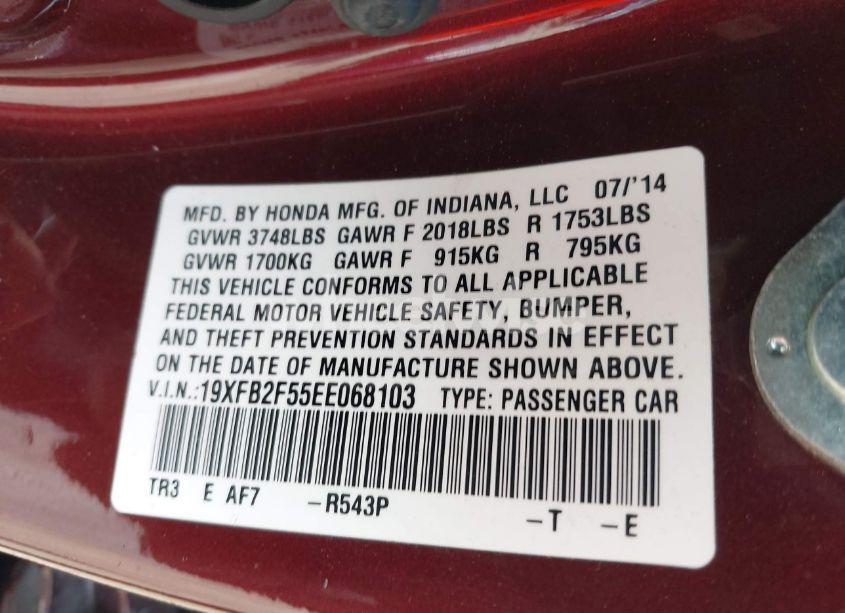 MFD. BY HONDA MFG. OF INDIANA, LLC 07/'14
GVWR 3748LBS GAWR F 2018LBS R 1753LBS
GVWR 1700KG GAWR F 915KG R 795KG
THIS VEHICLE CONFORMS TO ALL APPLICABLE
FEDERAL MOTOR VEHICLE SAFETY, BUMPER,
AND THEFT PREVENTION STANDARDS IN EFFECT
ON THE DATE OF MANUFACTURE SHOWN ABOVE.
V.I.N.:19XFB2F55EE068103 TYPE: PASSENGER CAR
TR3 E AF7 -R543P -T -E